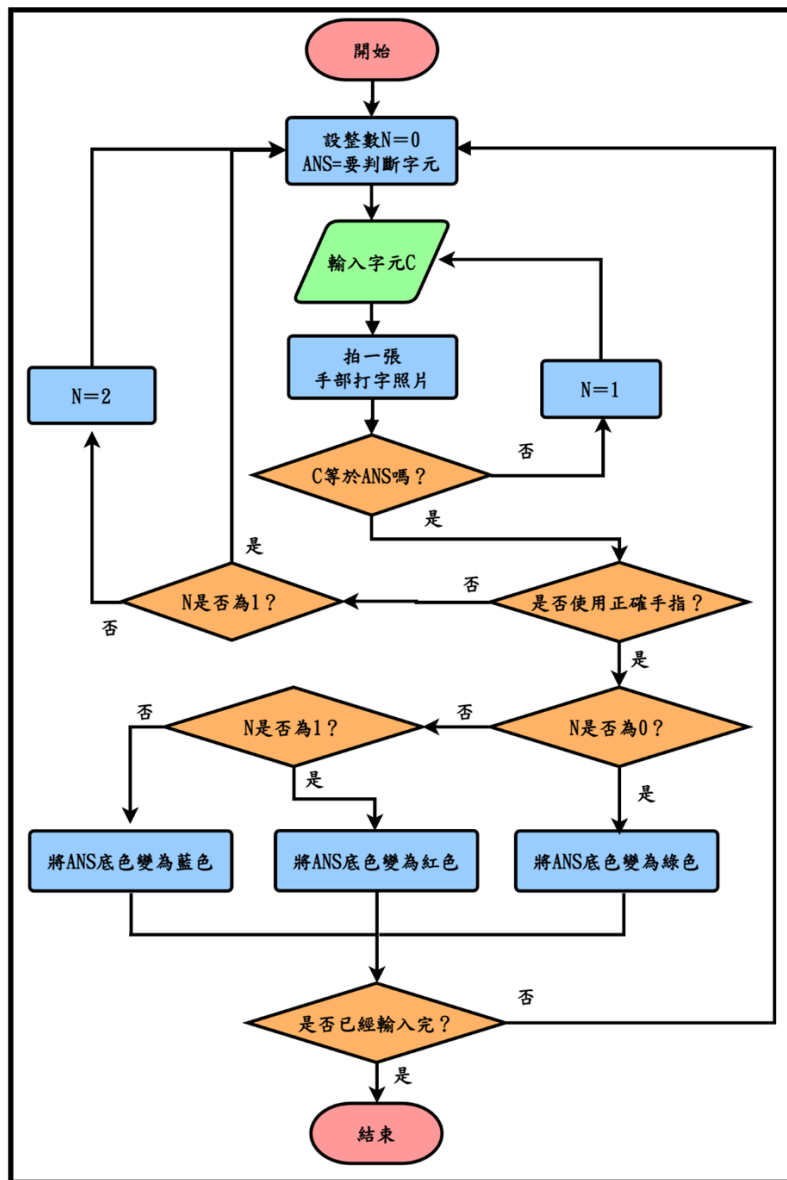 開始
設整數N＝0
ANS=要判斷字元
輸入字元C
拍一張
手部打字照片
N＝2
N＝1
C等於ANS嗎？
否
是
是
N是否為1？
否
否
是否使用正確手指？
是
否
N是否為1？
否
N是否為0？
是
是
將ANS底色變為藍色
將ANS底色變為紅色
將ANS底色變為綠色
是否已經輸入完？
否
是
結束